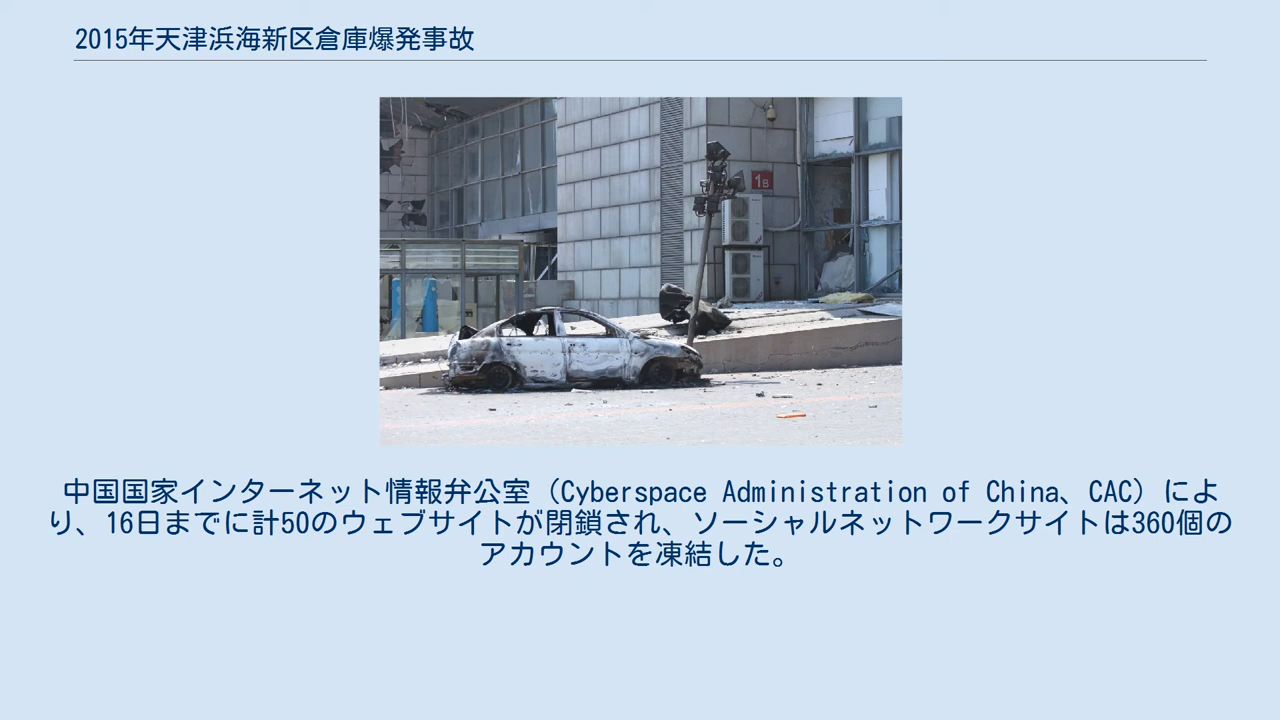 2015年天津浜海新区倉庫爆発事故
1B
中国国家インターネット情報弁公室（Cyberspace Administration of China、CAC）によ
り、16日までに計50のウェブサイトが閉鎖され、ソーシャルネットワークサイトは360個の
アカウントを凍結した。